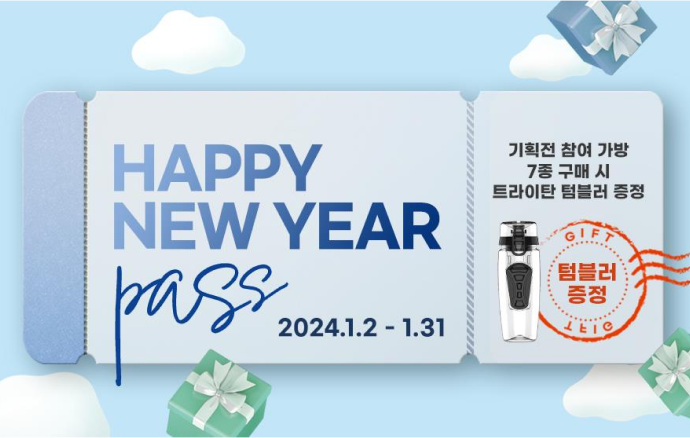 HAPPY
NEW YEAR
pass
2024.1.2 - 1.31
기획전 참여 가방
7종 구매 시
트라이탄 텀블러 증정
GIFT
텀블러
증정
GIFT